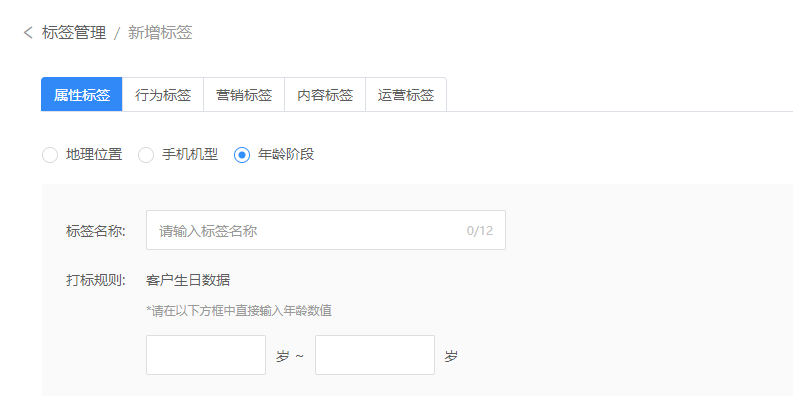 标签管理 / 新增标签
属性标签 行为标签 营销标签 内容标签 运营标签
地理位置 手机机型 年龄阶段
标签名称: 请输入标签名称 0/12
打标规则: 客户生日数据
*请在以下方框中直接输入年龄数值
岁 ~ 岁